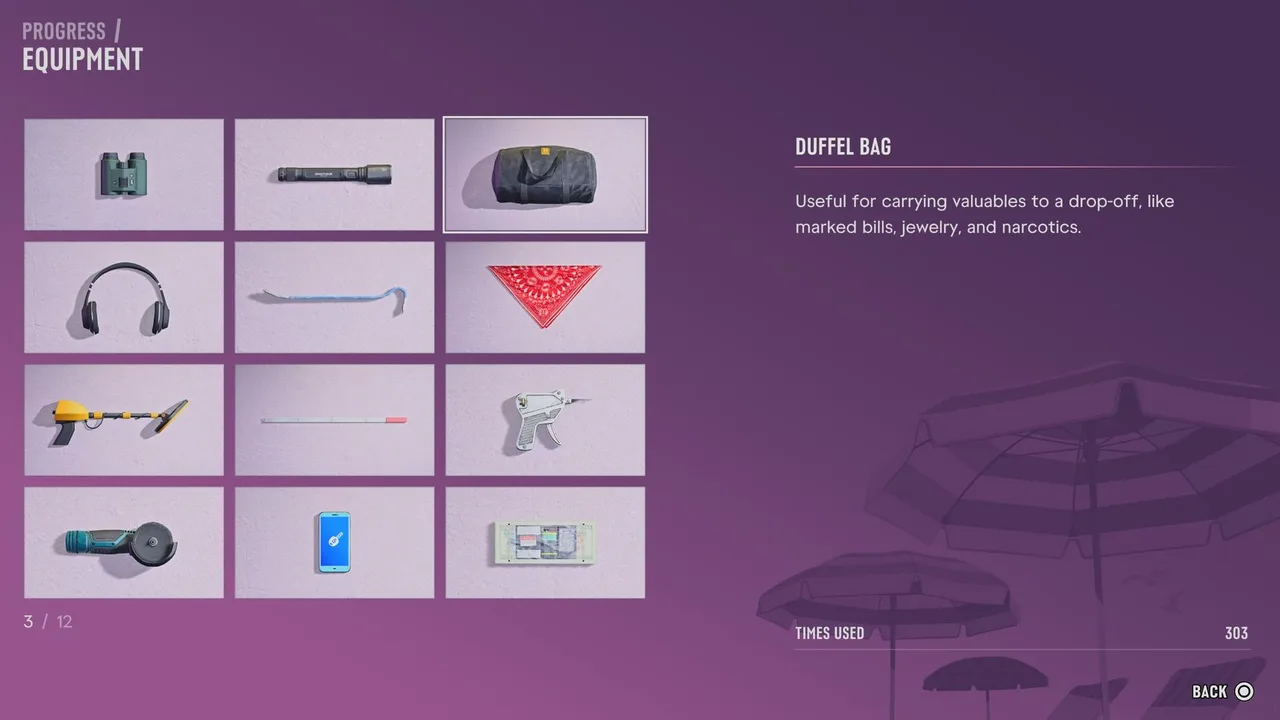 PROGRESS /
EQUIPMENT
DUFFEL BAG
Useful for carrying valuables to a drop-off, like
marked bills, jewelry, and narcotics.
3 / 12
TIMES USED 303
BACK